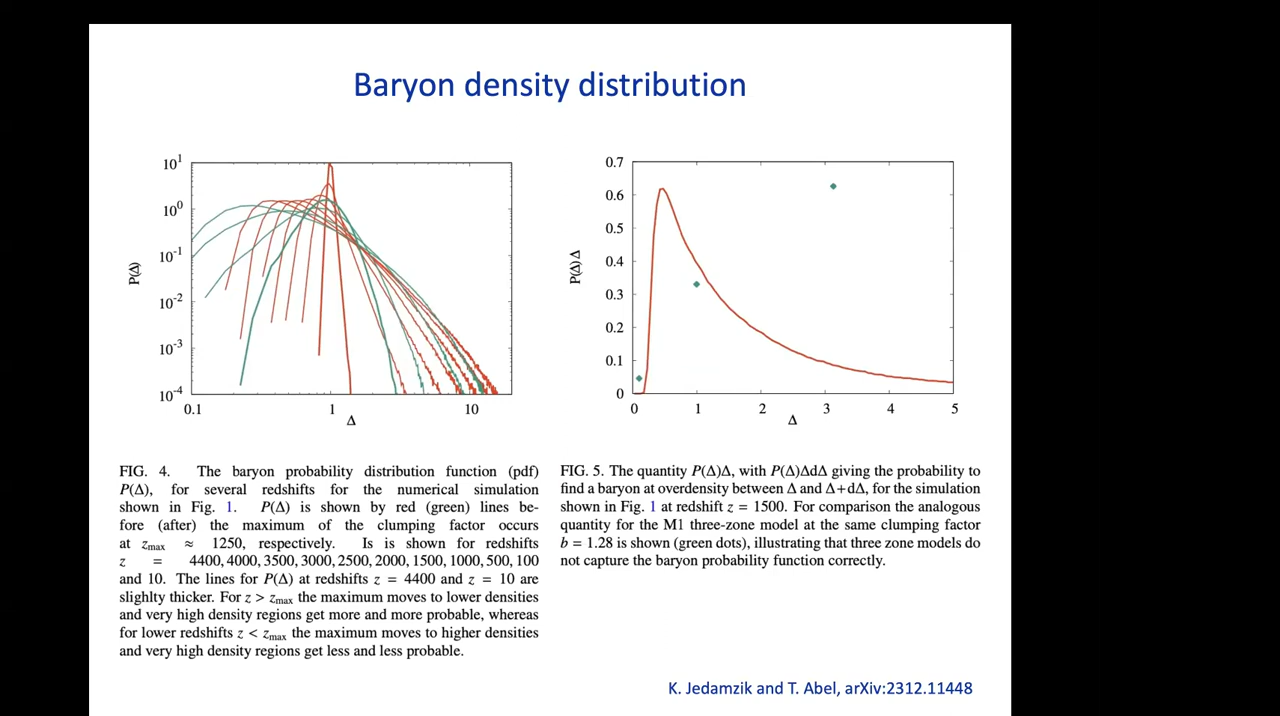 Baryon density distribution
10¹
10⁰
10⁻¹
10⁻²
10⁻³
10⁻⁴
P(Δ)
0.1
1
10
Δ
0.7
0.6
0.5
0.4
0.3
0.2
0.1
0
P(Δ) Δ
0
1
2
3
4
5
Δ
FIG. 4. The baryon probability distribution function (pdf)
P(Δ), for several redshifts for the numerical simulation
shown in Fig. 1. P(Δ) is shown by red (green) lines be-
fore (after) the maximum of the clumping factor occurs
at zmax ≈ 1250, respectively. Is is shown for redshifts
z = 4400, 4000, 3500, 3000, 2500, 2000, 1500, 1000, 500, 100
and 10. The lines for P(Δ) at redshifts z = 4400 and z = 10 are
slighlty thicker. For z > zmax the maximum moves to lower densities
and very high density regions get more and more probable, whereas
for lower redshifts z < zmax the maximum moves to higher densities
and very high density regions get less and less probable.
FIG. 5. The quantity P(Δ)Δ, with P(Δ)ΔdΔ giving the probability to
find a baryon at overdensity between Δ and Δ+dΔ, for the simulation
shown in Fig. 1 at redshift z = 1500. For comparison the analogous
quantity for the M1 three-zone model at the same clumping factor
b = 1.28 is shown (green dots), illustrating that three zone models do
not capture the baryon probability function correctly.
K. Jedamzik and T. Abel, arXiv:2312.11448